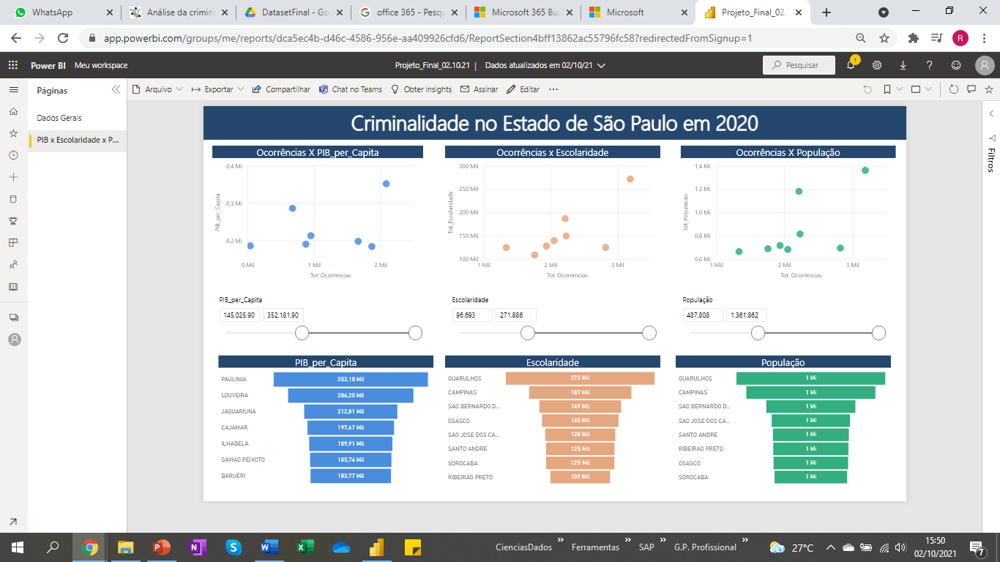 WhatsApp
Análise da crimina
DatasetFinal - Goo
office 365 - Pesqu
Microsoft 365 Bus
Microsoft
Projeto_Final_02.
app.powerbi.com/groups/me/reports/dca5ec4b-d46c-4586-956e-aa409926cfd6/ReportSection4bff13862ac55796fc58?redirectedFromSignup=1
R
Power BI Meu workspace
Projeto_Final_02.10.21 | Dados atualizados em 02/10/21
Pesquisar
1
Páginas
Arquivo Exportar Compartilhar Chat no Teams Obter insights Assinar Editar ...
Dados Gerais
PIB x Escolaridade x P...
Filtros
Criminalidade no Estado de São Paulo em 2020
Ocorrências X PIB_per_Capita
0,4 Mi
0,3 Mi
0,2 Mi
PIB_per_Capita
0 Mil 1 Mil 2 Mil
Tot_Ocorrencias
Ocorrências x Escolaridade
300 Mil
250 Mil
200 Mil
150 Mil
100 Mil
Tot_Escolaridade
1 Mil 2 Mil 3 Mil
Tot_Ocorrencias
Ocorrências X População
1,4 Mi
1,2 Mi
1,0 Mi
0,8 Mi
0,6 Mi
Tot_Populacao
1 Mil 2 Mil 3 Mil
Tot_Ocorrencias
PIB_per_Capita
145.025,90 352.181,90
Escolaridade
96.693 271.886
População
487.808 1.361.862
PIB_per_Capita
PAULINIA 352,18 Mil
LOUVEIRA 286,20 Mil
JAGUARIUNA 212,81 Mil
CAJAMAR 197,67 Mil
ILHABELA 189,91 Mil
GAVIAO PEIXOTO 185,74 Mil
BARUERI 183,77 Mil
Escolaridade
GUARULHOS 272 Mil
CAMPINAS 187 Mil
SAO BERNARDO D... 149 Mil
OSASCO 140 Mil
SAO JOSE DOS CA... 128 Mil
SANTO ANDRE 125 Mil
SOROCABA 125 Mil
RIBEIRAO PRETO 109 Mil
População
GUARULHOS 1 Mi
CAMPINAS 1 Mi
SAO BERNARDO D... 1 Mi
SAO JOSE DOS CA... 1 Mi
SANTO ANDRE 1 Mi
RIBEIRAO PRETO 1 Mi
OSASCO 1 Mi
SOROCABA 1 Mi
CienciasDados
Ferramentas
SAP
G.P. Profissional
27°C
15:50
02/10/2021
7